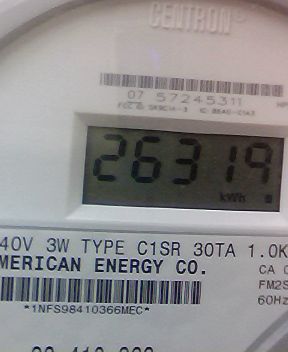 CENTRON®
07 57245311
26319
kWh
40V 3W TYPE C1SR 30TA 1.0K
MERICAN ENERGY CO.
CA 0
FM2S
60Hz
*1NFS98410366MEC*